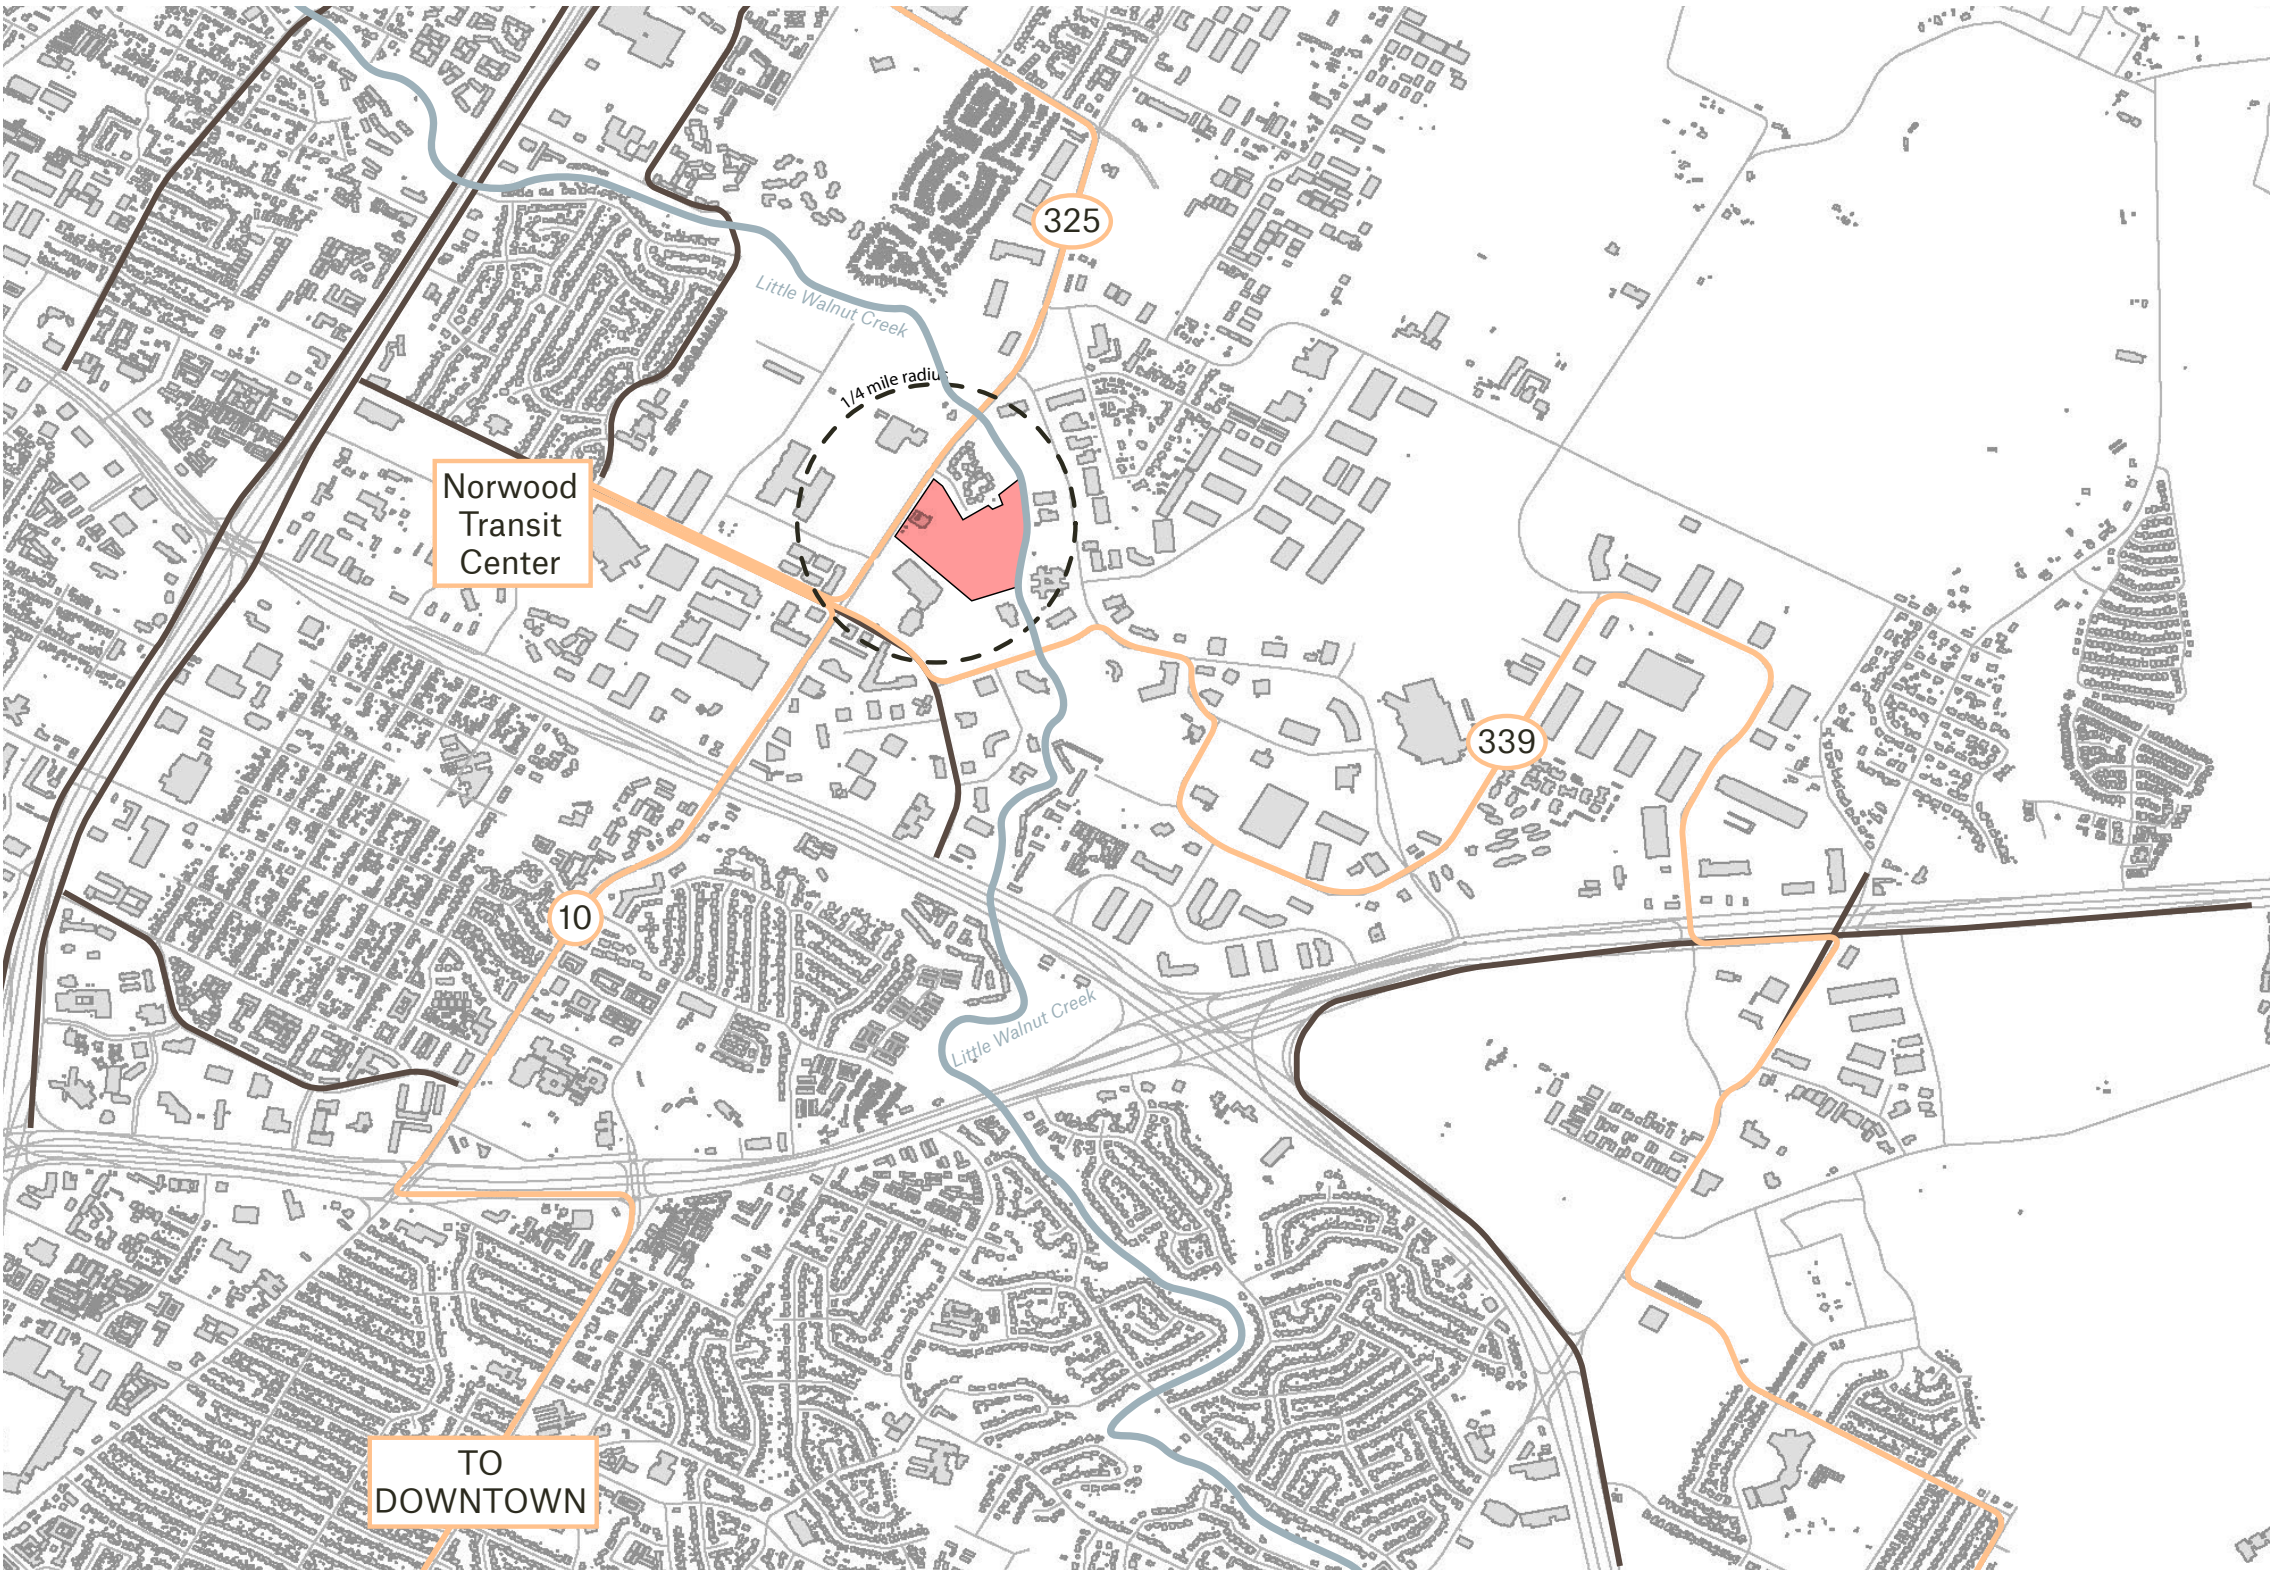 325
Little Walnut Creek
1/4 mile radius
Norwood
Transit
Center
339
10
Little Walnut Creek
TO
DOWNTOWN